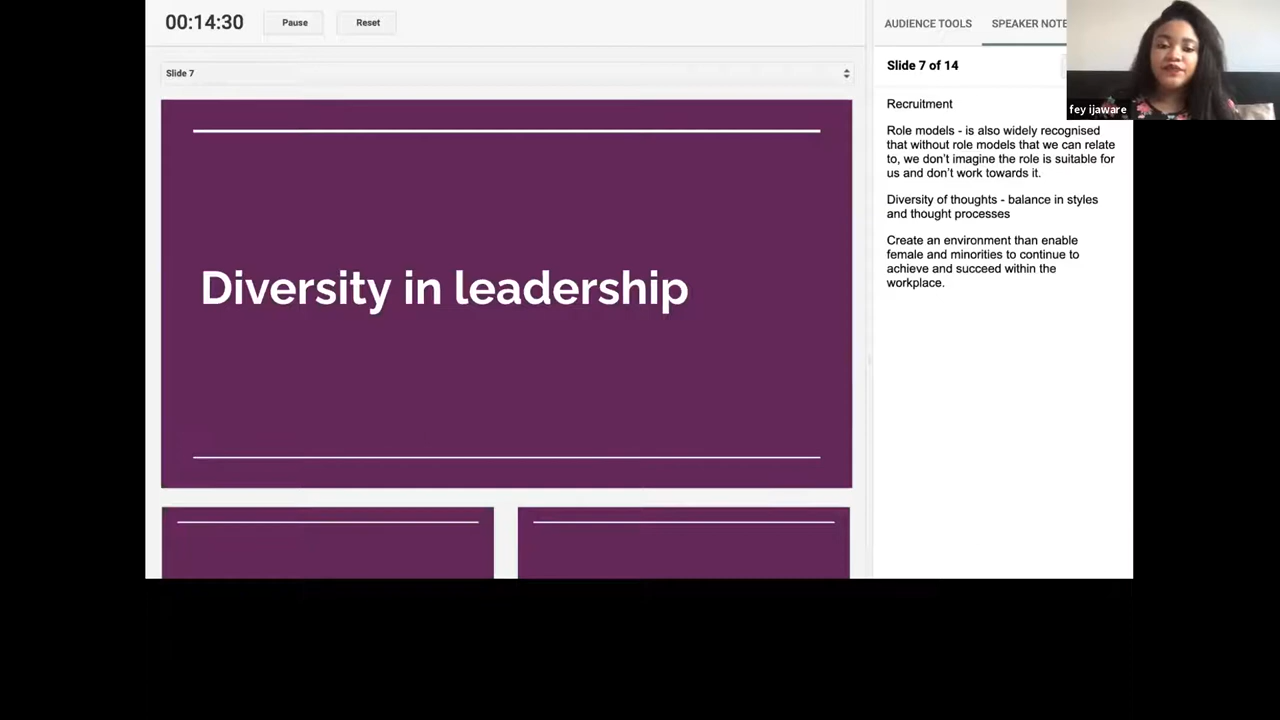 00:14:30
Pause
Reset
AUDIENCE TOOLS
SPEAKER NOTE
Slide 7
Slide 7 of 14
fey ijaware
Diversity in leadership
Recruitment
Role models - is also widely recognised
that without role models that we can relate
to, we don’t imagine the role is suitable for
us and don’t work towards it.
Diversity of thoughts - balance in styles
and thought processes
Create an environment than enable
female and minorities to continue to
achieve and succeed within the
workplace.